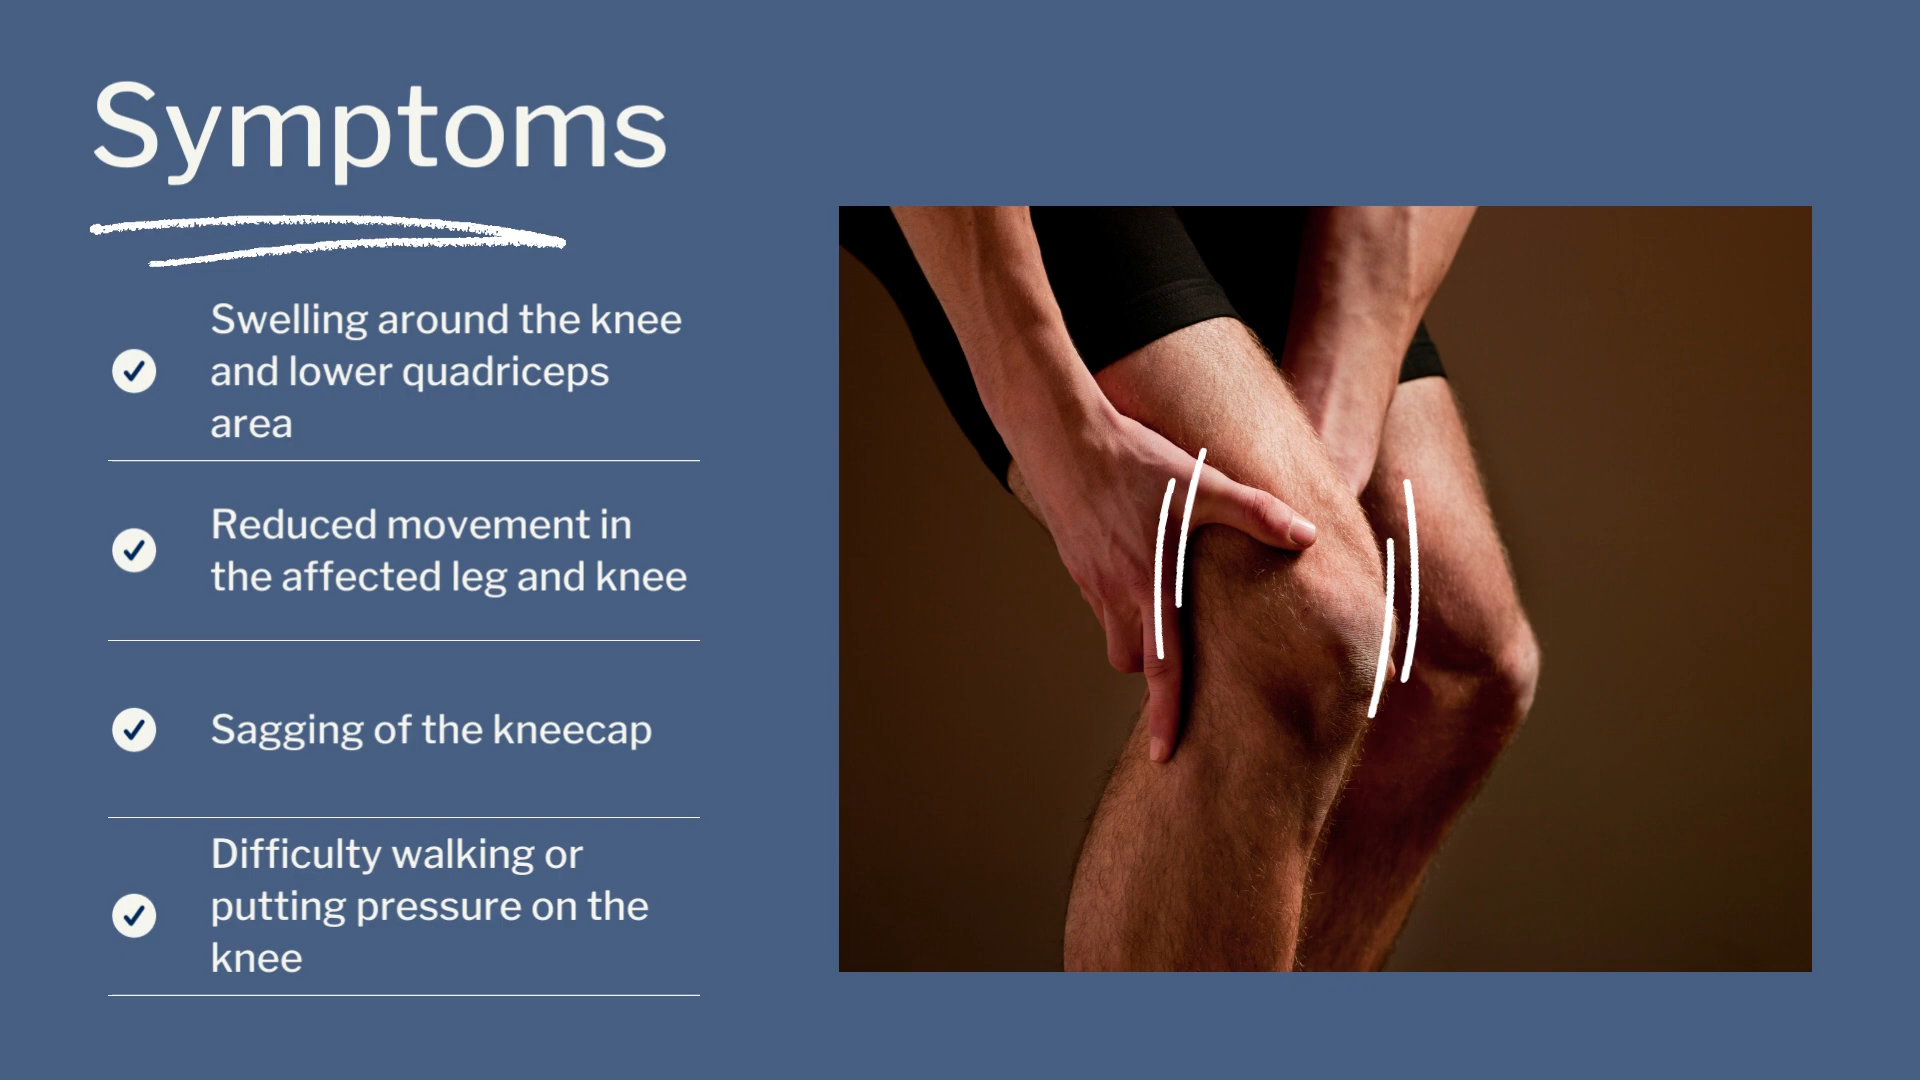 Symptoms
Swelling around the knee
and lower quadriceps
area
Reduced movement in
the affected leg and knee
Sagging of the kneecap
Difficulty walking or
putting pressure on the
knee